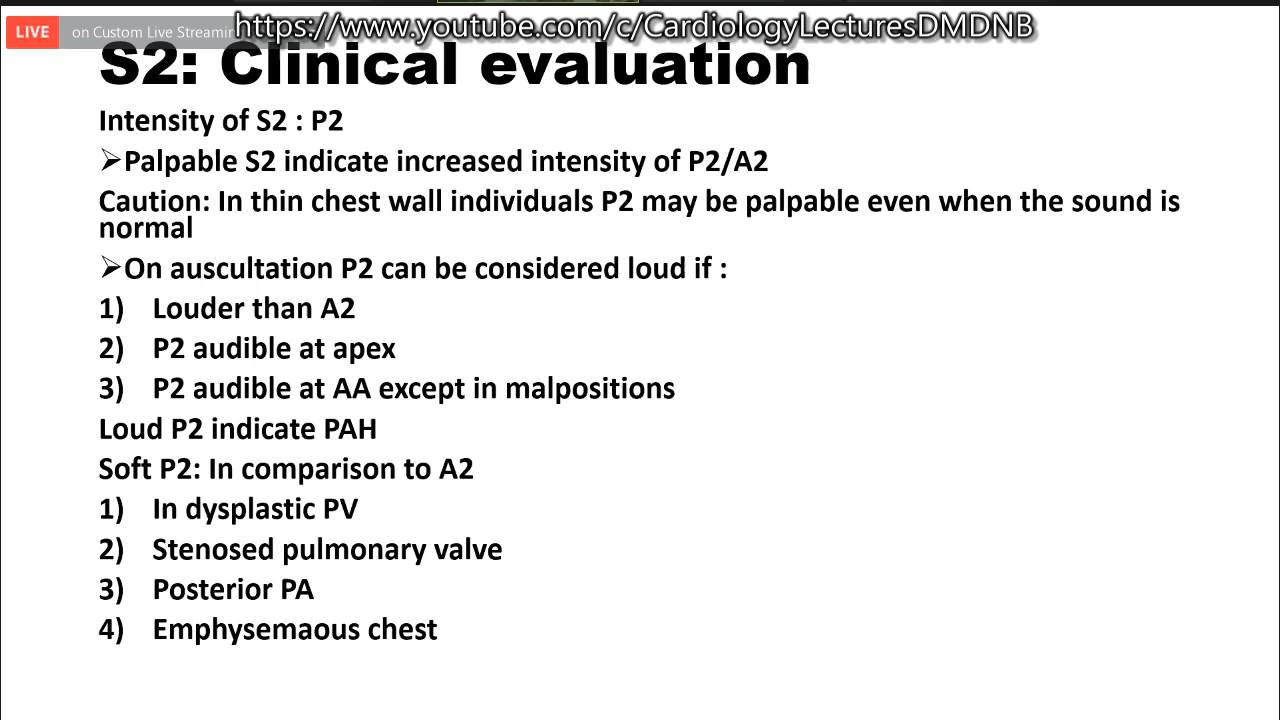 https://www.youtube.com/c/CardiologyLecturesDMDNB
LIVE on Custom Live Streamin
S2: Clinical evaluation
Intensity of S2 : P2
➢Palpable S2 indicate increased intensity of P2/A2
Caution: In thin chest wall individuals P2 may be palpable even when the sound is
normal
➢On auscultation P2 can be considered loud if :
1) Louder than A2
2) P2 audible at apex
3) P2 audible at AA except in malpositions
Loud P2 indicate PAH
Soft P2: In comparison to A2
1) In dysplastic PV
2) Stenosed pulmonary valve
3) Posterior PA
4) Emphysemaous chest